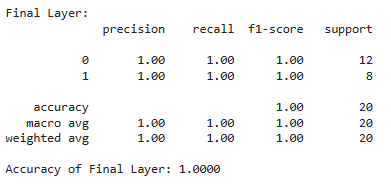 Final Layer:
precision recall f1-score support
0 1.00 1.00 1.00 12
1 1.00 1.00 1.00 8
accuracy 1.00 20
macro avg 1.00 1.00 1.00 20
weighted avg 1.00 1.00 1.00 20
Accuracy of Final Layer: 1.0000